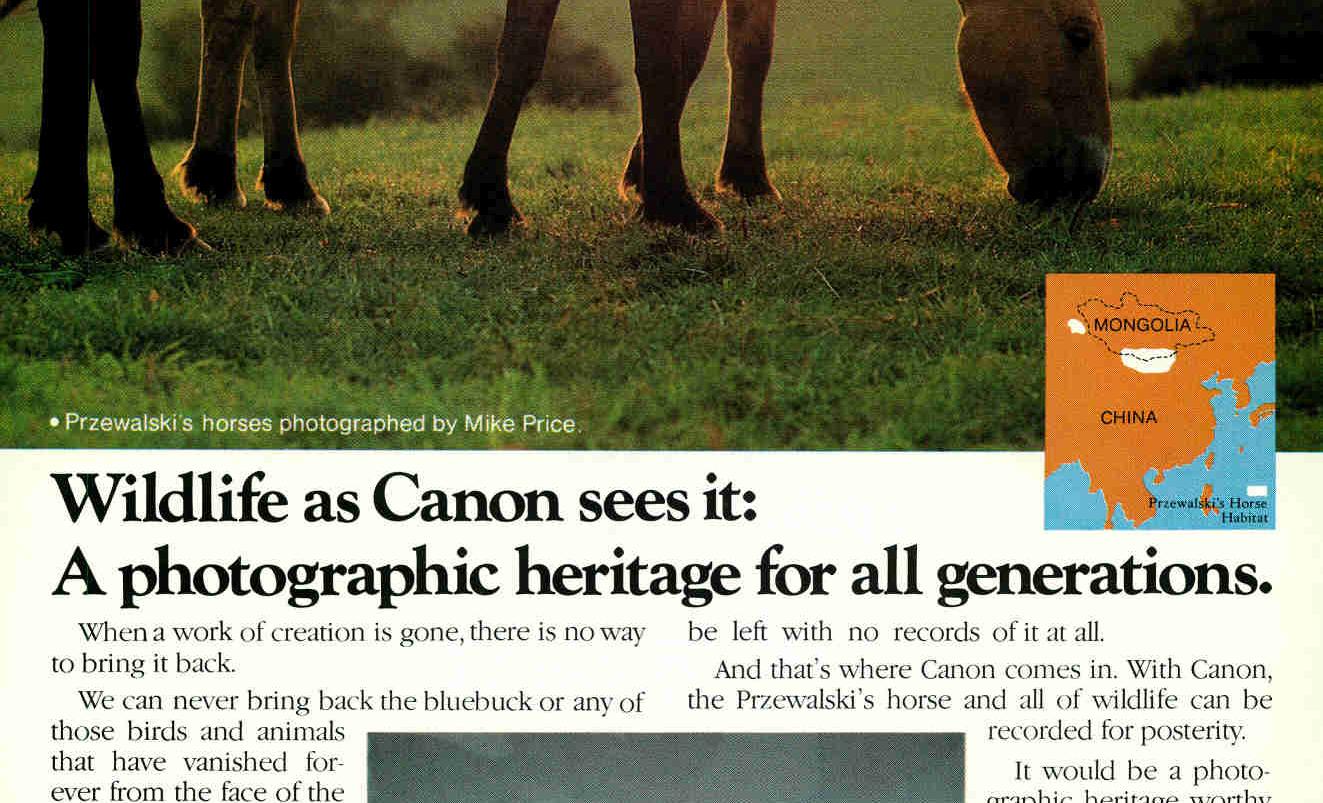 • Przewalski's horses photographed by Mike Price.
MONGOLIA
CHINA
Przewalski's Horse
Habitat
Wildlife as Canon sees it:
A photographic heritage for all generations.
When a work of creation is gone, there is no way
to bring it back.
We can never bring back the bluebuck or any of
those birds and animals
that have vanished for-
ever from the face of the
be left with no records of it at all.
And that's where Canon comes in. With Canon,
the Przewalski's horse and all of wildlife can be
recorded for posterity.
It would be a photo-
graphic heritage worthy